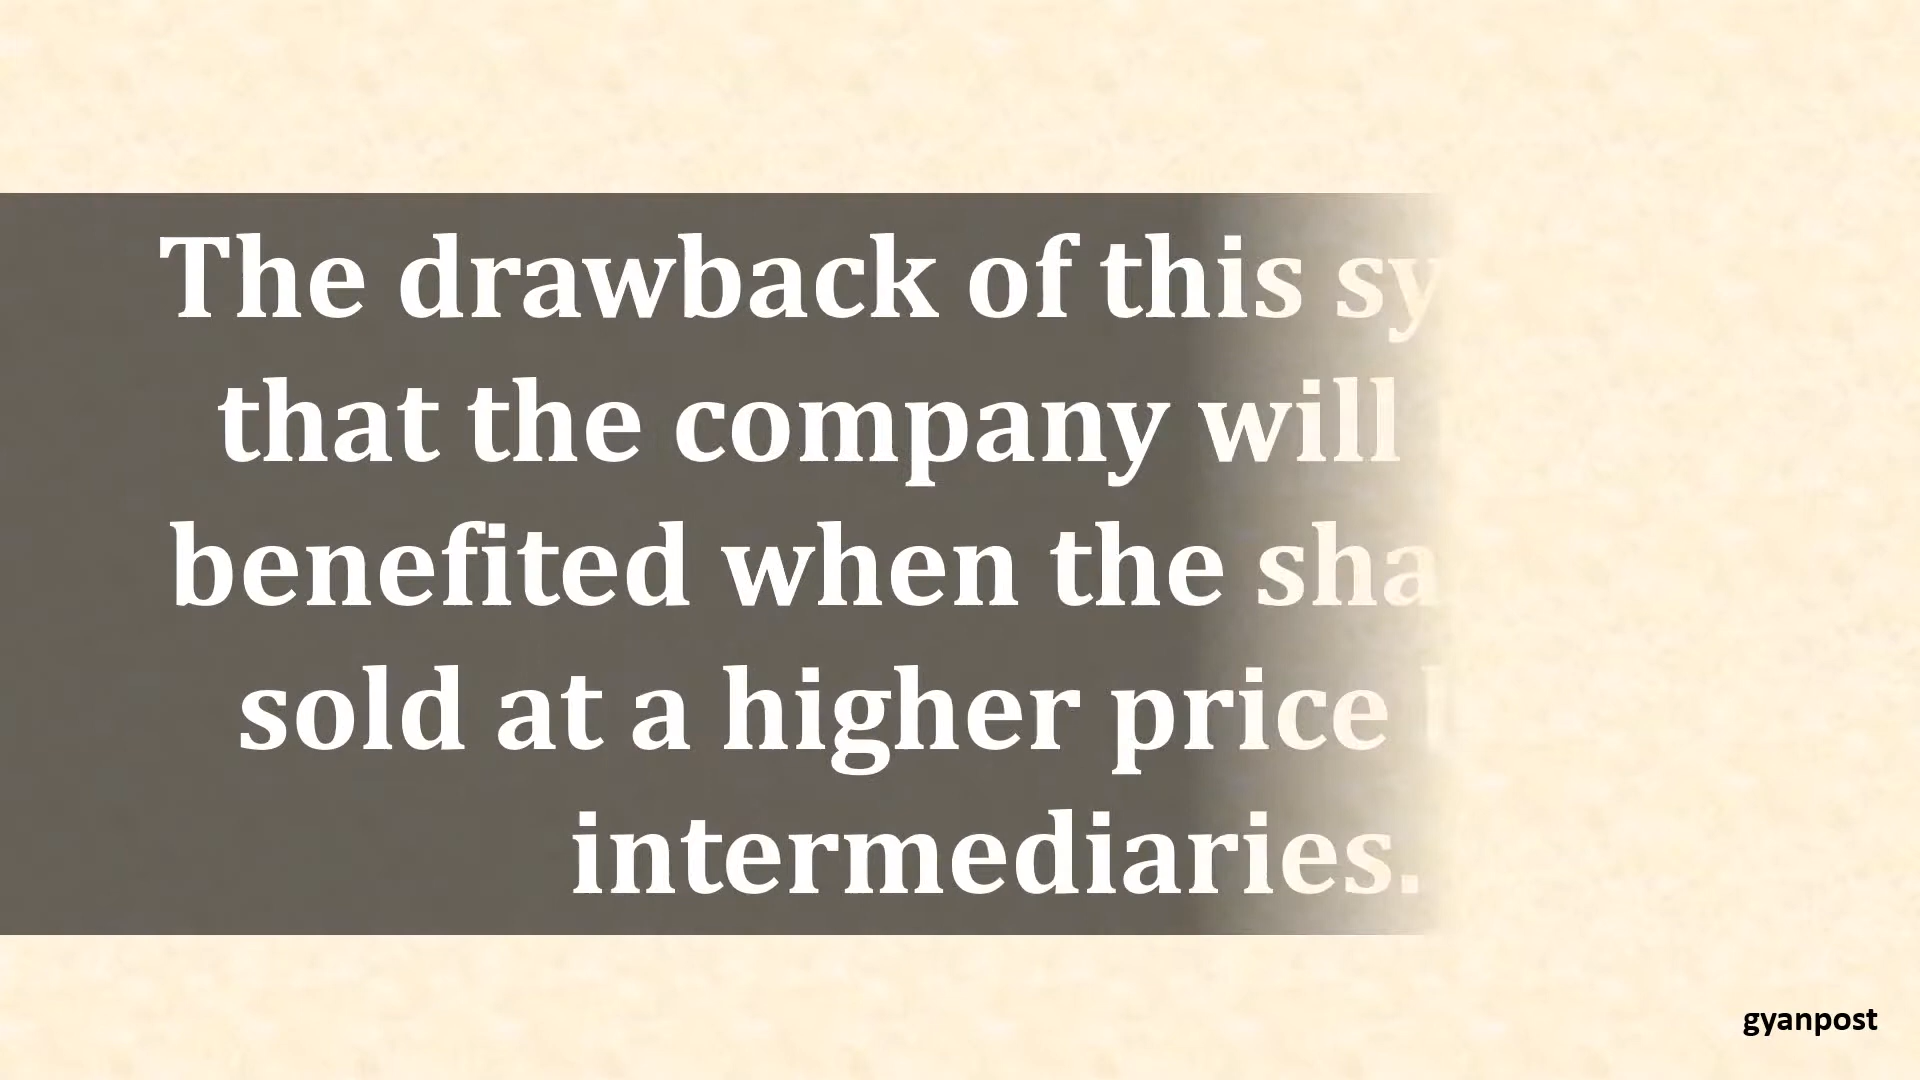 The drawback of this
that the company will
benefited when the
sold at a higher price
intermediaries.
gyanpost